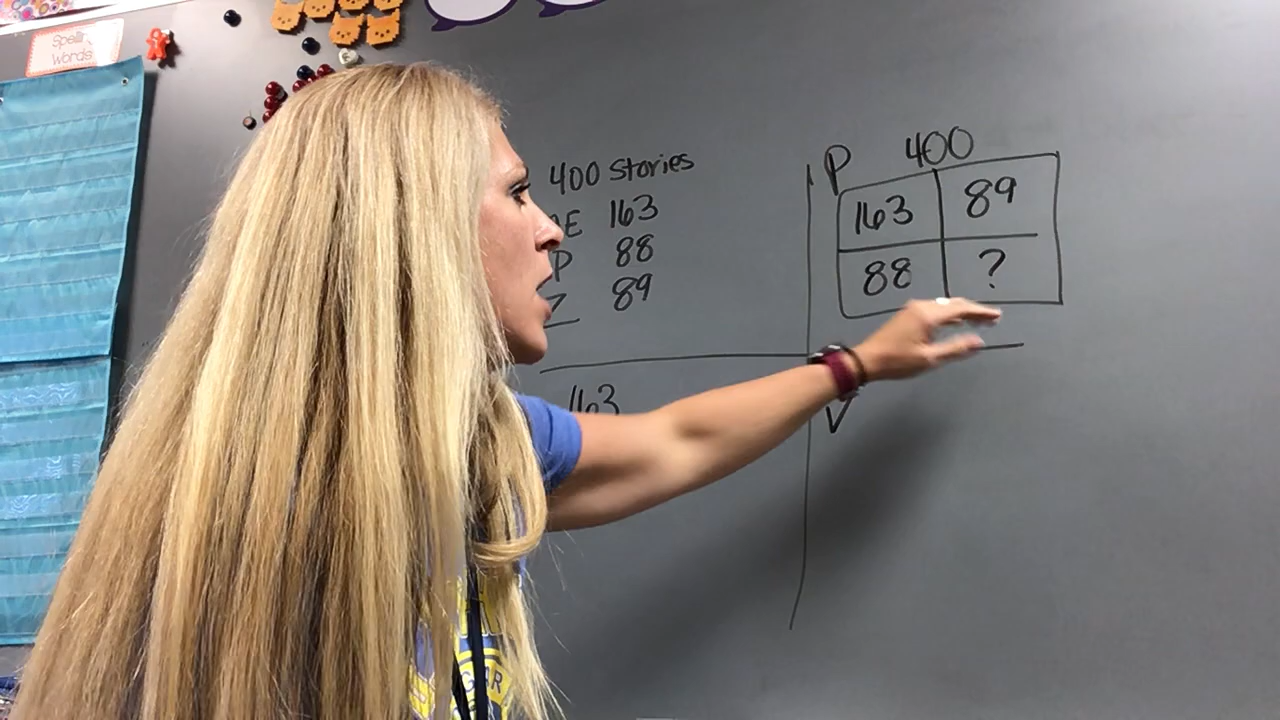 Spelling
Words
400 Stories
E 163
P 88
Z 89
163
P 400
163 89
88 ?
V